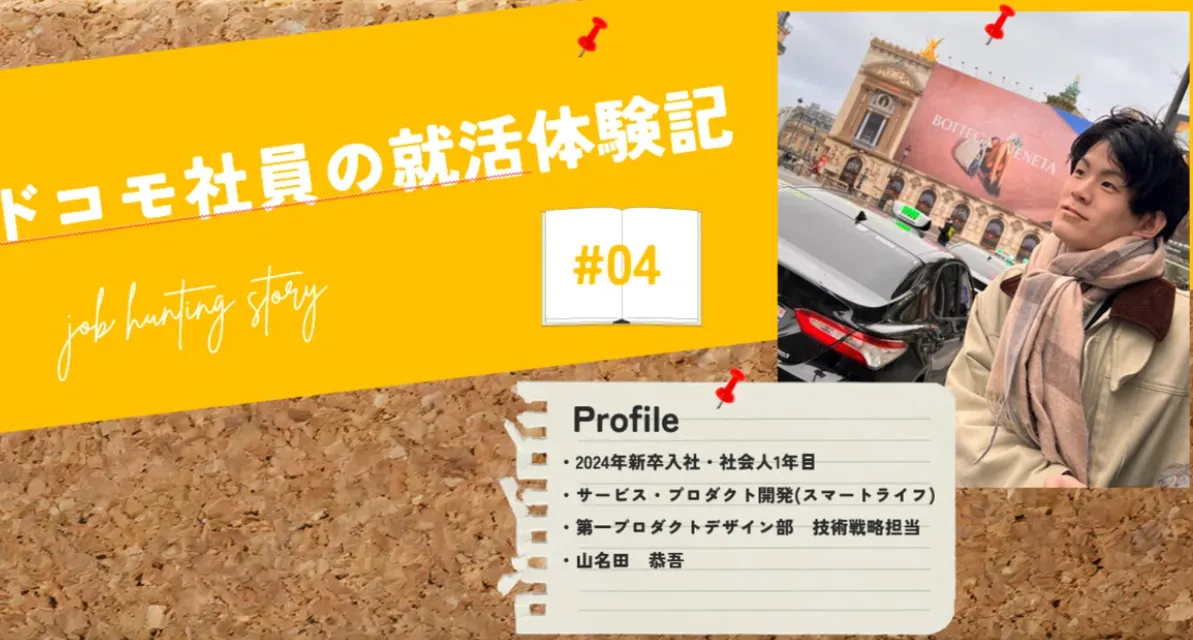 ドコモ社員の就活体験記
job hunting story
#04
BOTTEGA VENETA
Profile
・2024年新卒入社・社会人1年目
・サービス・プロダクト開発(スマートライフ)
・第一プロダクトデザイン部　技術戦略担当
・山名田　恭吾